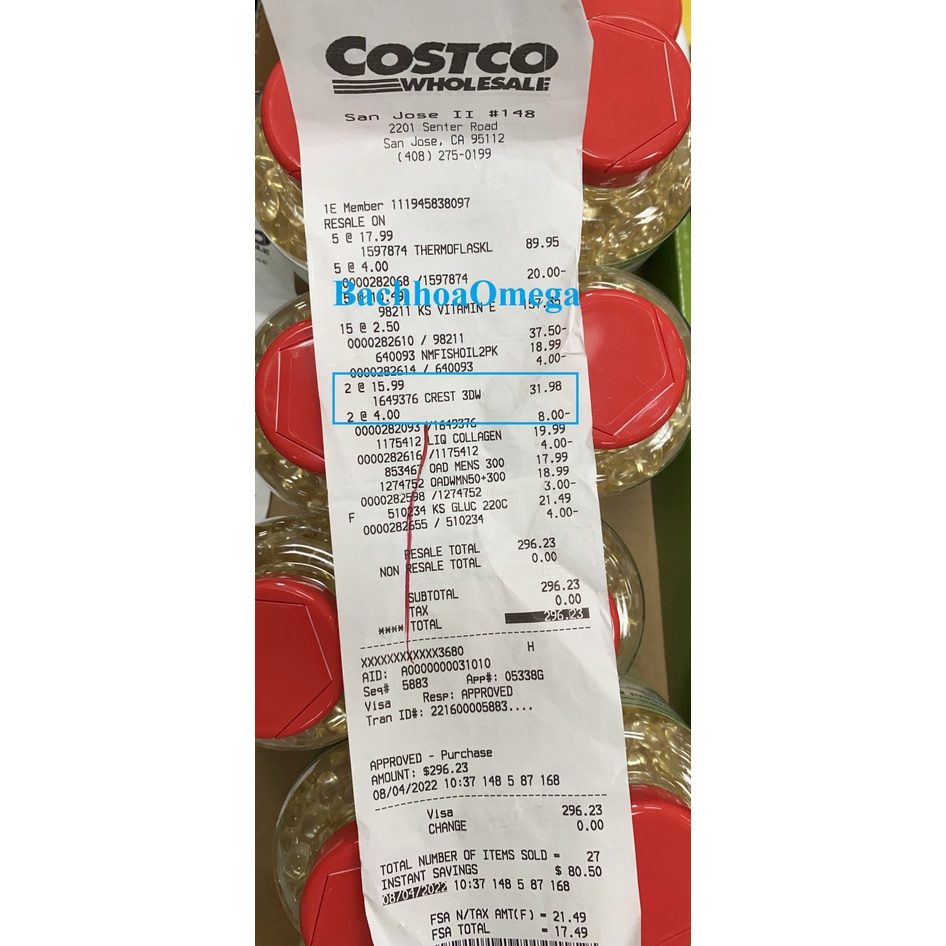 COSTCO
WHOLESALE
San Jose II #148
2201 Senter Road
San Jose, CA 95112
(408) 275-0199
1E Member 111945838097
RESALE ON
5 @ 17.99
1597874 THERMOFLASKL 89.95
5 @ 4.00
0000282068 /1597874 20.00-
BachhoaOmega
98211 KS VITAMIN E
15 @ 2.50
0000282610 / 98211 37.50-
640093 NMFISHOIL2PK 18.99
0000282614 / 640093 4.00-
2 @ 15.99
1649376 CREST 3DW 31.98
2 @ 4.00
0000282093 /1649376 8.00-
1175412 LIQ COLLAGEN 19.99
0000282616 /1175412 4.00-
853467 OAD MENS 300 17.99
1274752 OADWMN50+300 18.99
0000282598 /1274752 3.00-
F 510234 KS GLUC 220C 21.49
0000282655 / 510234 4.00-
RESALE TOTAL 296.23
NON RESALE TOTAL 0.00
SUBTOTAL 296.23
TAX 0.00
**** TOTAL 296.23
XXXXXXXXXXXX3680 H
AID: A0000000031010
Seq# 5883 App#: 05338G
Visa Resp: APPROVED
Tran ID#: 221600005883....
APPROVED - Purchase
AMOUNT: $296.23
08/04/2022 10:37 148 5 87 168
Visa 296.23
CHANGE 0.00
TOTAL NUMBER OF ITEMS SOLD = 27
INSTANT SAVINGS $ 80.50
08/04/2022 10:37 148 5 87 168
FSA N/TAX AMT(F) = 21.49
FSA TOTAL = 17.49